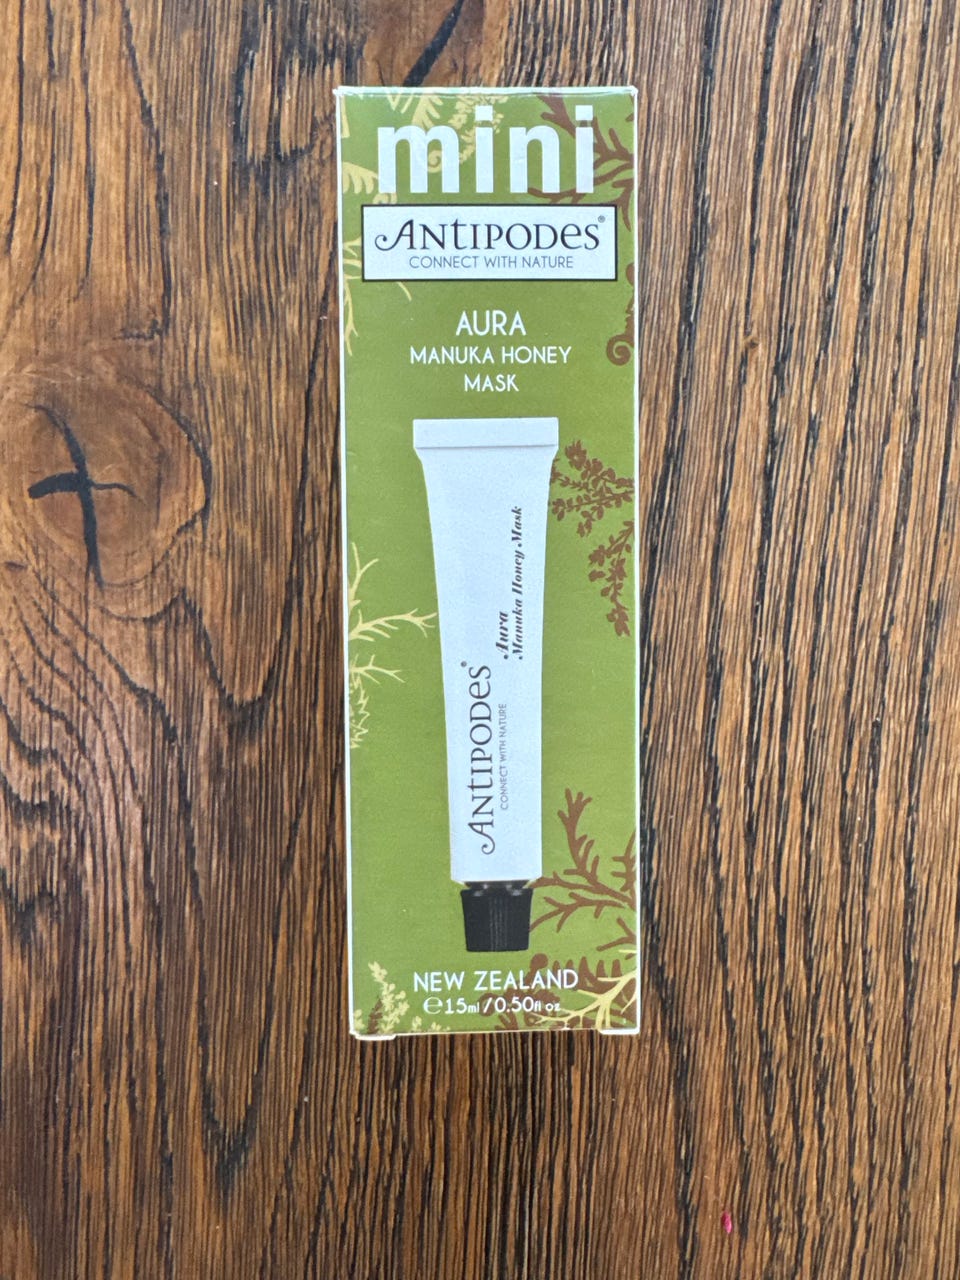 mini
ANTIPODES®
CONNECT WITH NATURE
AURA
MANUKA HONEY
MASK
ANTIPODES®
CONNECT WITH NATURE
Aura
Manuka Honey Mask
NEW ZEALAND
℮15ml/0.50fl oz